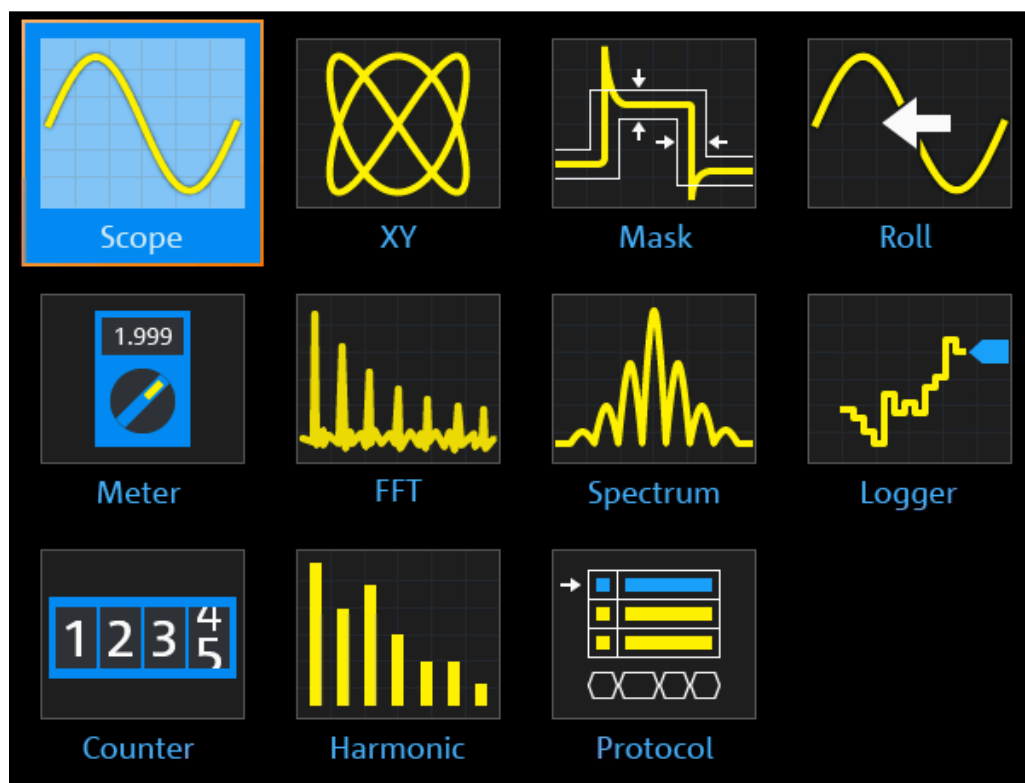 Scope
XY
Mask
Roll
1.999
Meter
FFT
Spectrum
Logger
1 2 3 4
5
Counter
Harmonic
Protocol